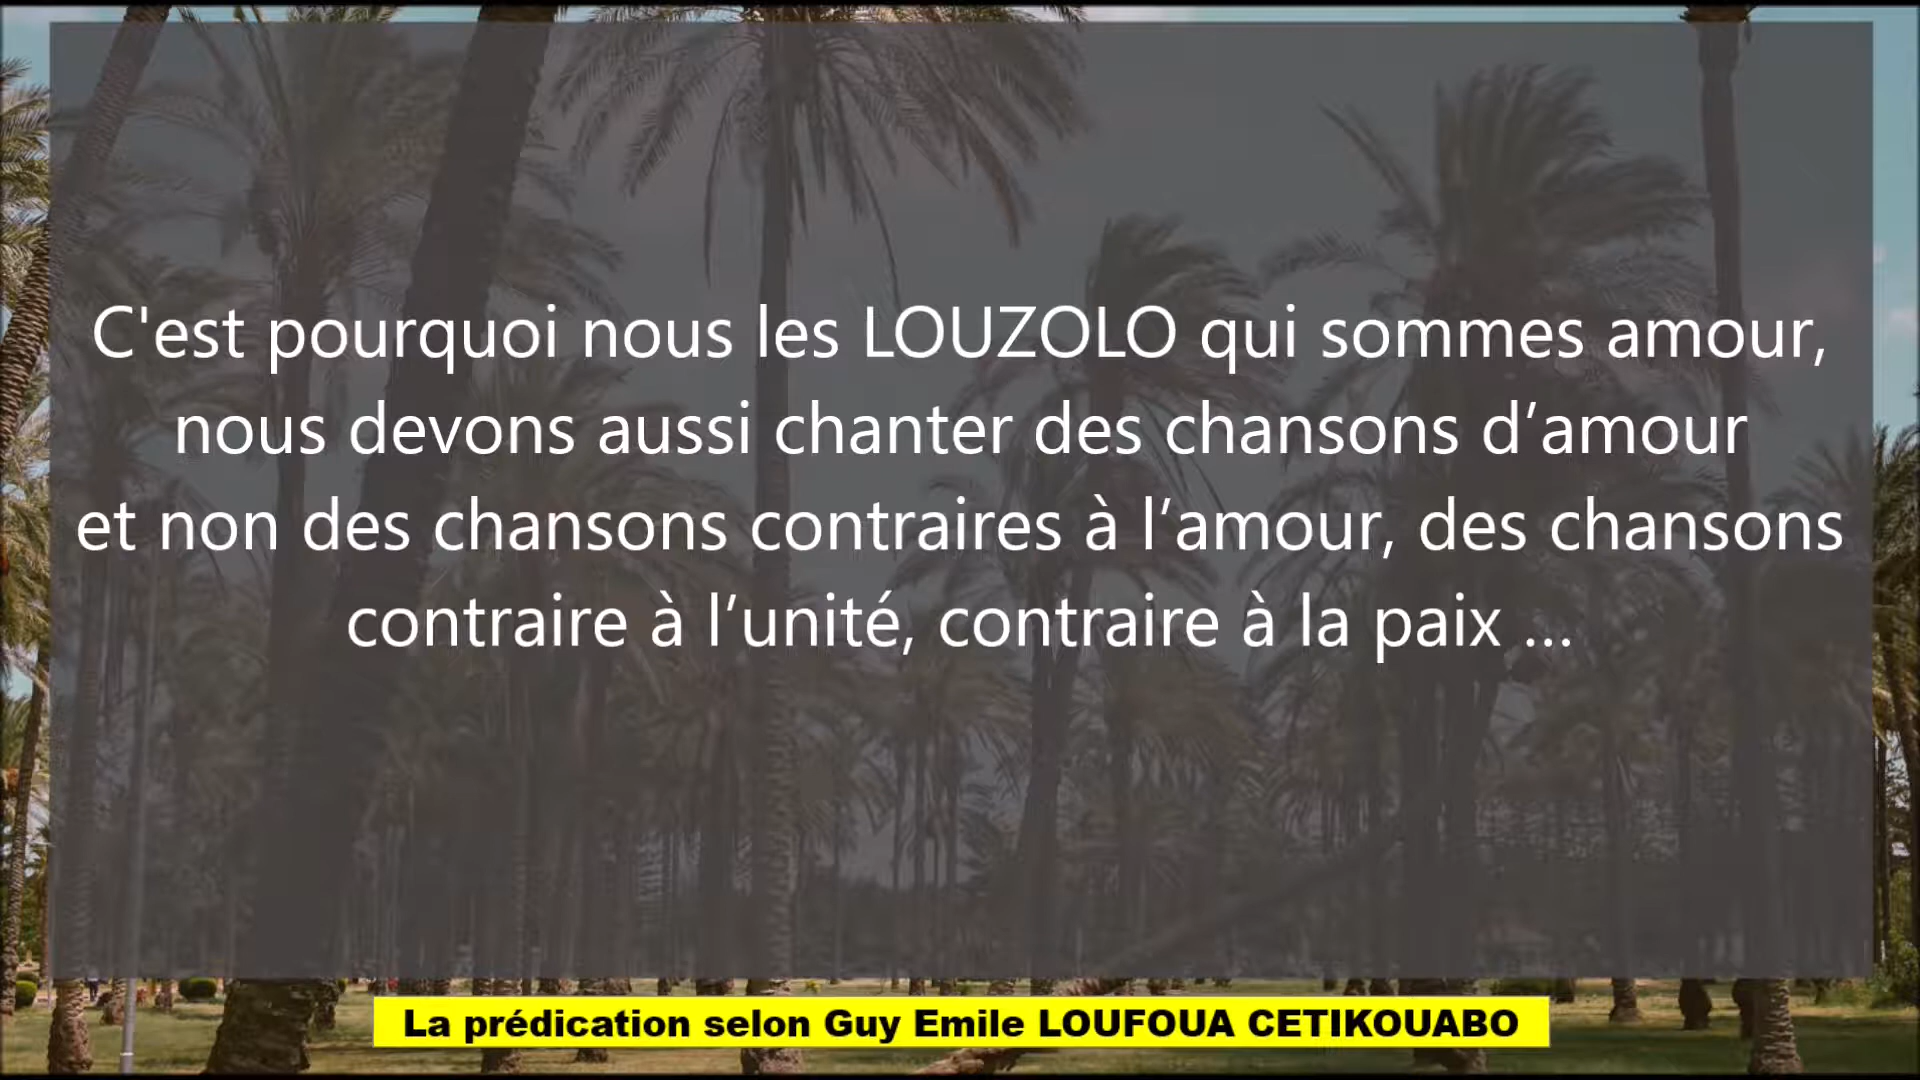 C'est pourquoi nous les LOUZOLO qui sommes amour,
nous devons aussi chanter des chansons d’amour
et non des chansons contraires à l’amour, des chansons
contraire à l’unité, contraire à la paix ...
La prédication selon Guy Emile LOUFOUA CETIKOUABO